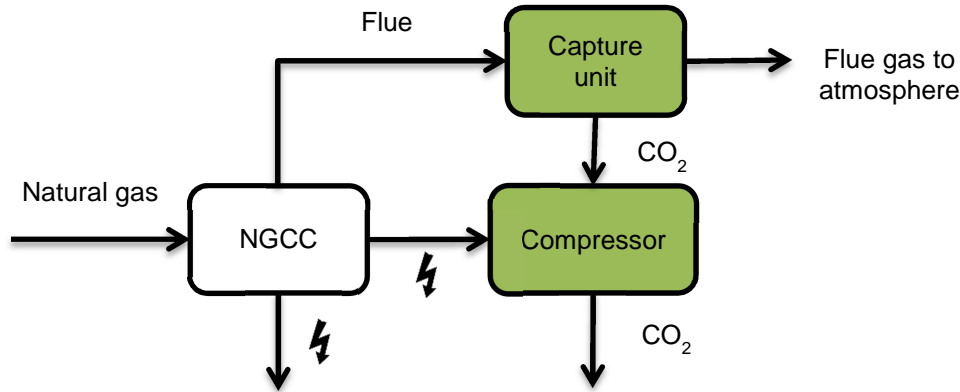 Flue
Capture
unit
Flue gas to
atmosphere
CO₂
Natural gas
NGCC
Compressor
CO₂